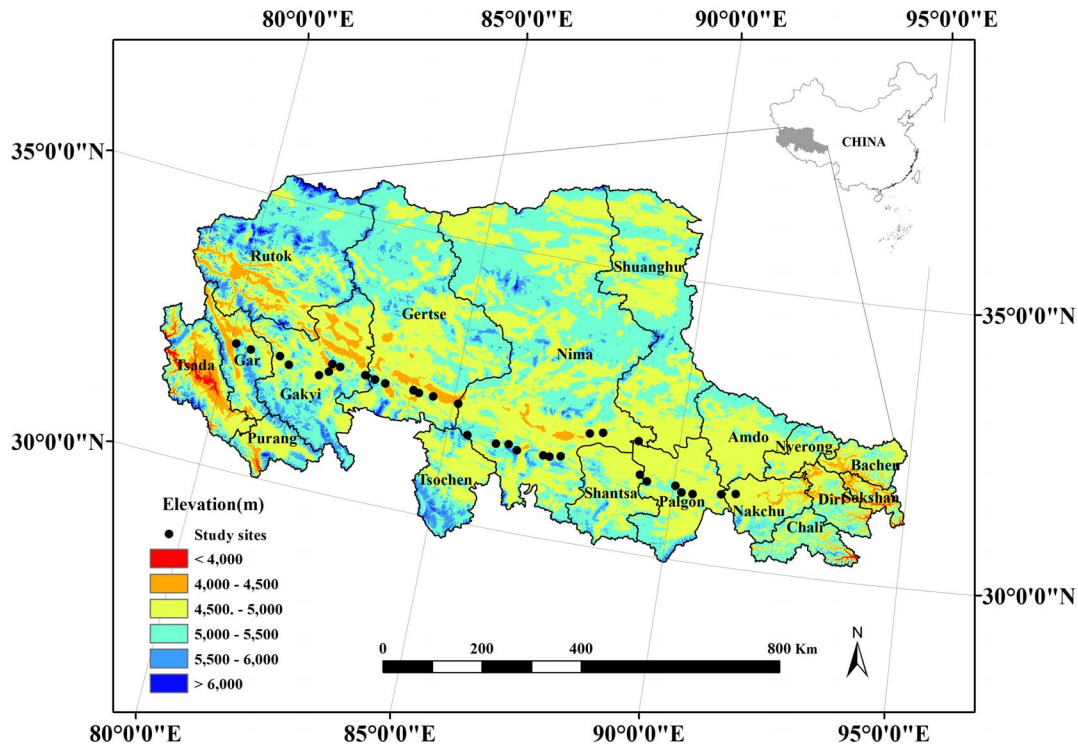 80°0'0"E
85°0'0"E
90°0'0"E
95°0'0"E
35°0'0"N
CHINA
Rutok
Shuanghu
Gertse
35°0'0"N
Nima
Tsada
Gar
Gakyi
30°0'0"N
Purang
Amdo
Nyerong
Bachen
Tsochen
Shantsa
Palgon
Nakchu
Diri
Sokshan
Chali
Elevation(m)
Study sites
< 4,000
4,000 - 4,500
4,500. - 5,000
5,000 - 5,500
5,500 - 6,000
> 6,000
30°0'0"N
0 200 400 800 Km
N
80°0'0"E
85°0'0"E
90°0'0"E
95°0'0"E